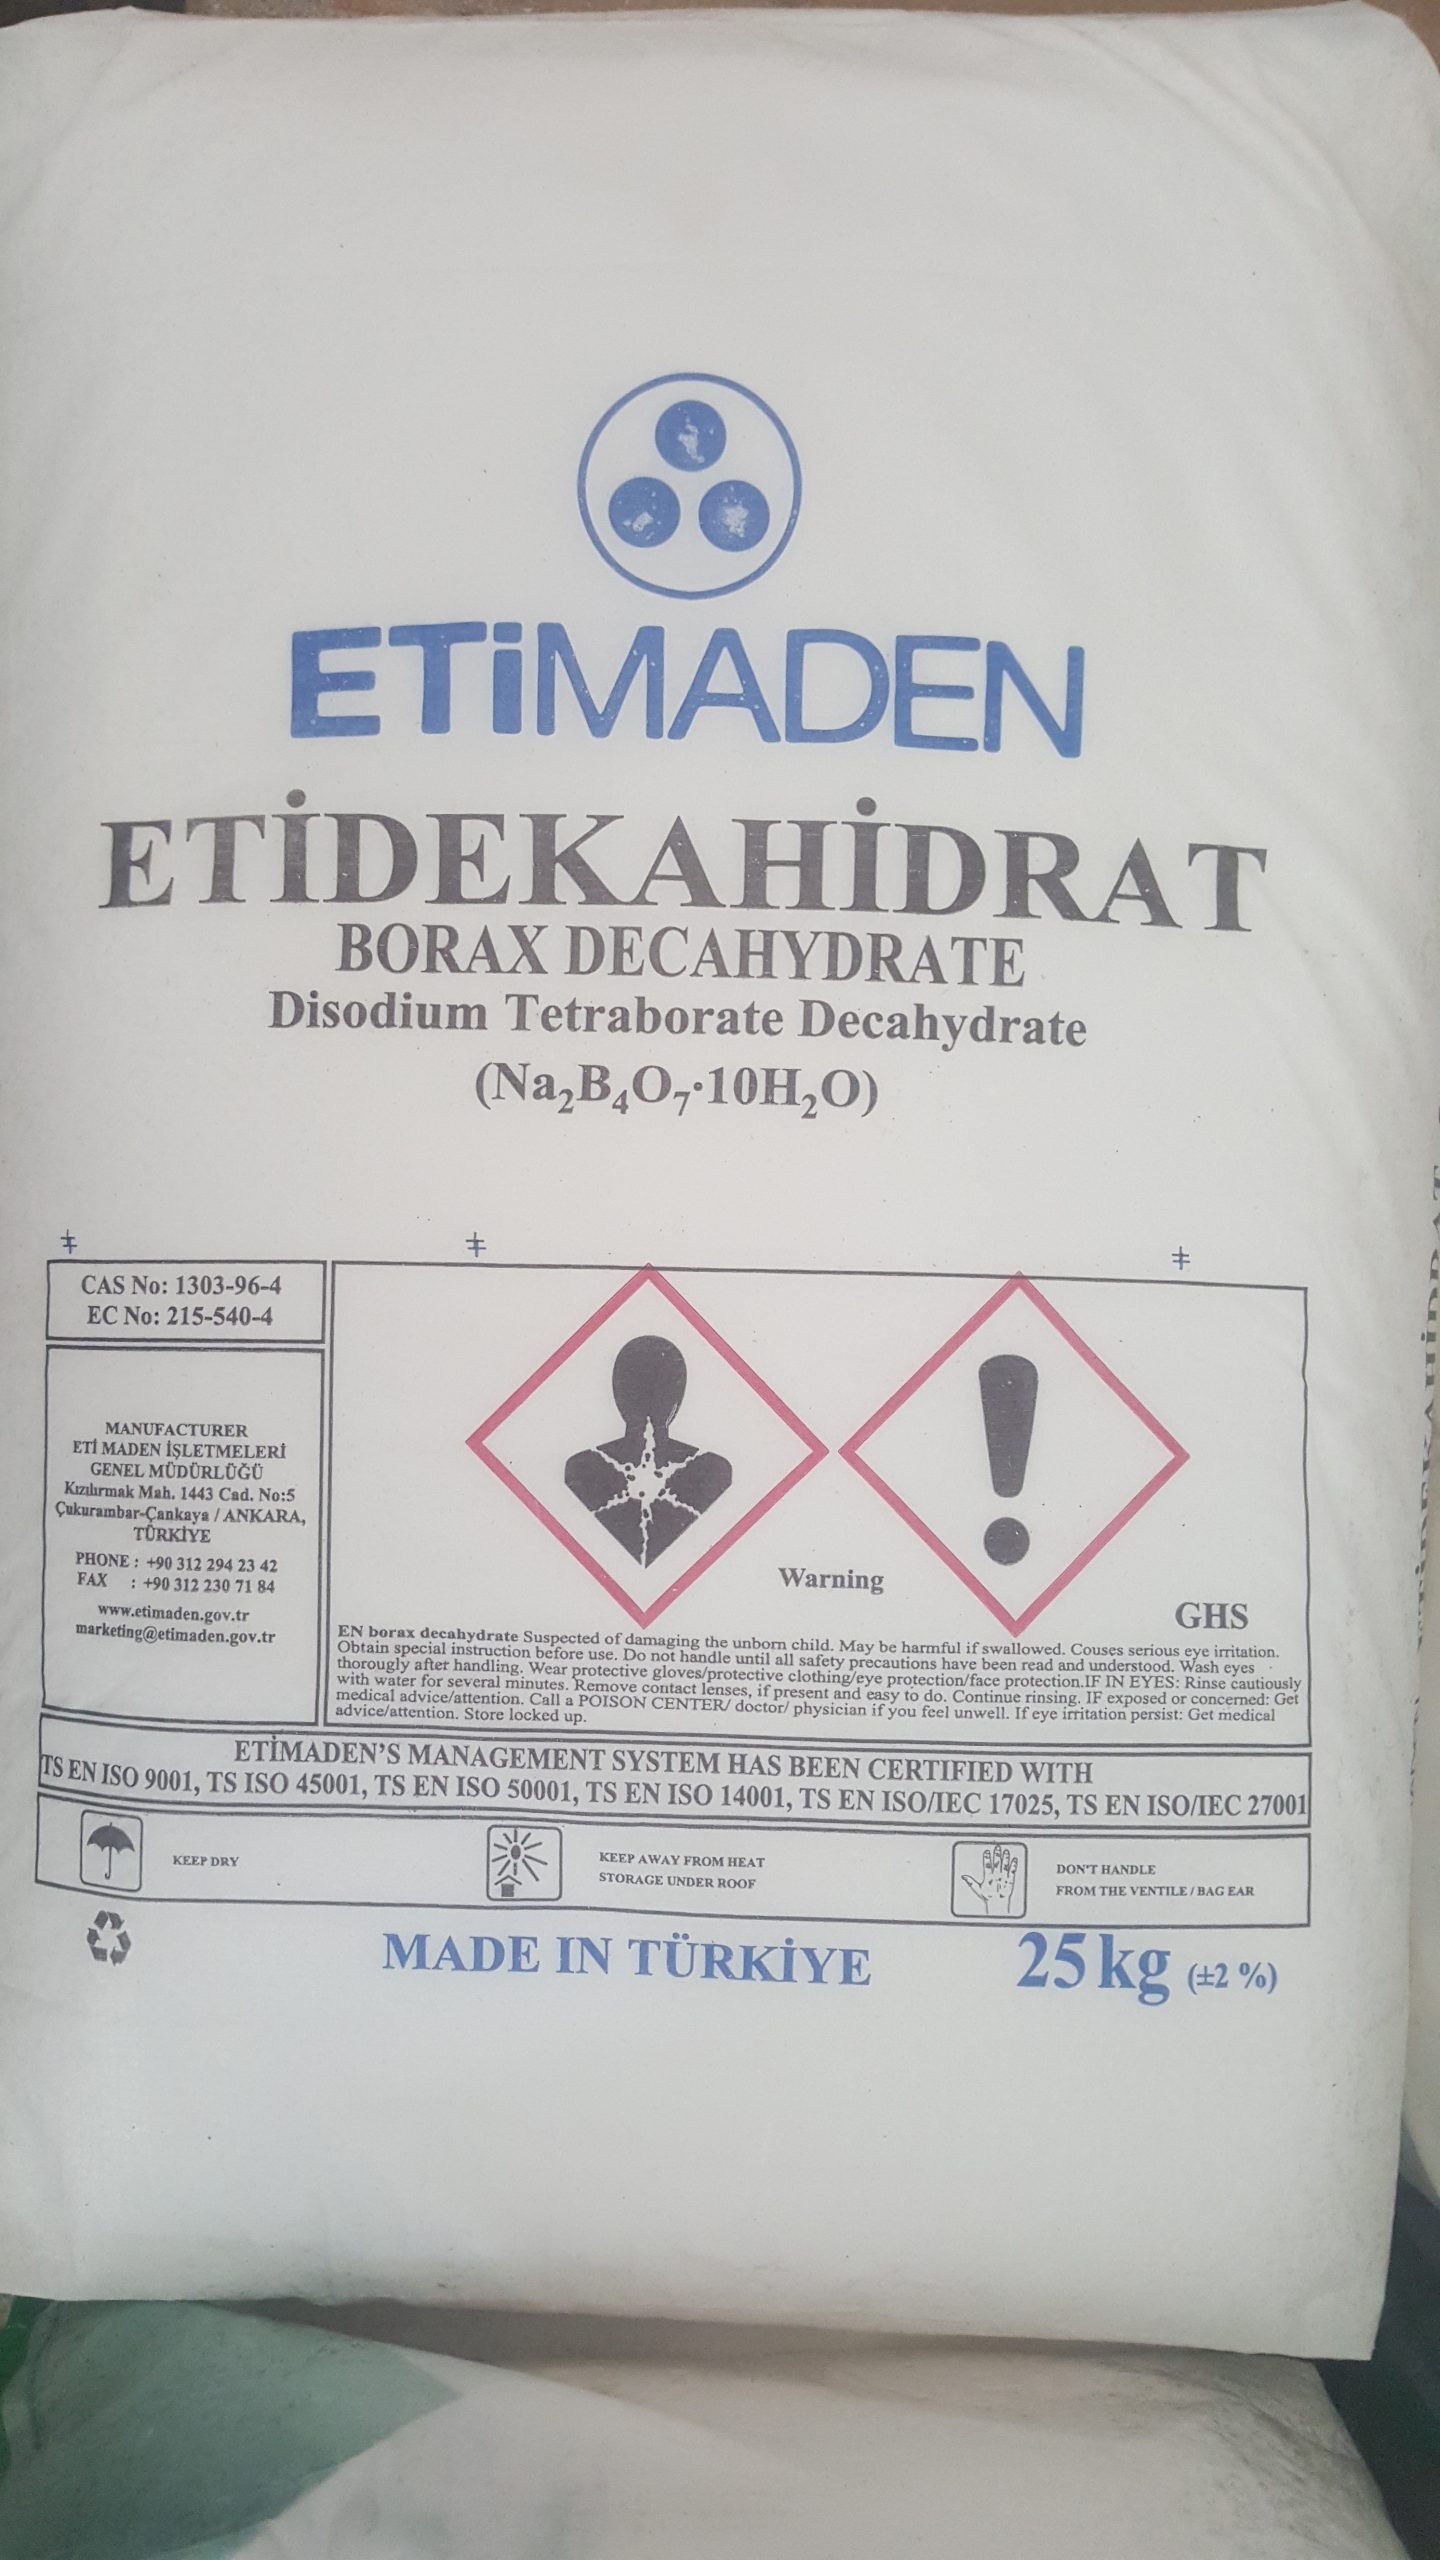 ETİMADEN
ETİDEKAHİDRAT
BORAX DECAHYDRATE
Disodium Tetraborate Decahydrate
(Na₂B₄O₇·10H₂O)
CAS No: 1303-96-4
EC No: 215-540-4
MANUFACTURER
ETİ MADEN İŞLETMELERİ
GENEL MÜDÜRLÜĞÜ
Kızılırmak Mah. 1443 Cad. No:5
Çukurambar-Çankaya / ANKARA,
TÜRKİYE
PHONE : +90 312 294 23 42
FAX : +90 312 230 71 84
www.etimaden.gov.tr
marketing@etimaden.gov.tr
Warning
GHS
EN borax decahydrate Suspected of damaging the unborn child. May be harmful if swallowed. Couses serious eye irritation.
Obtain special instruction before use. Do not handle until all safety precautions have been read and understood. Wash eyes
thorougly after handling. Wear protective gloves/protective clothing/eye protection/face protection.IF IN EYES: Rinse cautiously
with water for several minutes. Remove contact lenses, if present and easy to do. Continue rinsing. IF exposed or concerned: Get
medical advice/attention. Call a POISON CENTER/ doctor/ physician if you feel unwell. If eye irritation persist: Get medical
advice/attention. Store locked up.
ETİMADEN'S MANAGEMENT SYSTEM HAS BEEN CERTIFIED WITH
TS EN ISO 9001, TS ISO 45001, TS EN ISO 50001, TS EN ISO 14001, TS EN ISO/IEC 17025, TS EN ISO/IEC 27001
KEEP DRY
KEEP AWAY FROM HEAT
STORAGE UNDER ROOF
DON'T HANDLE
FROM THE VENTILE / BAG EAR
MADE IN TÜRKİYE
25 kg (±2 %)
ETİDEKAHİDRAT